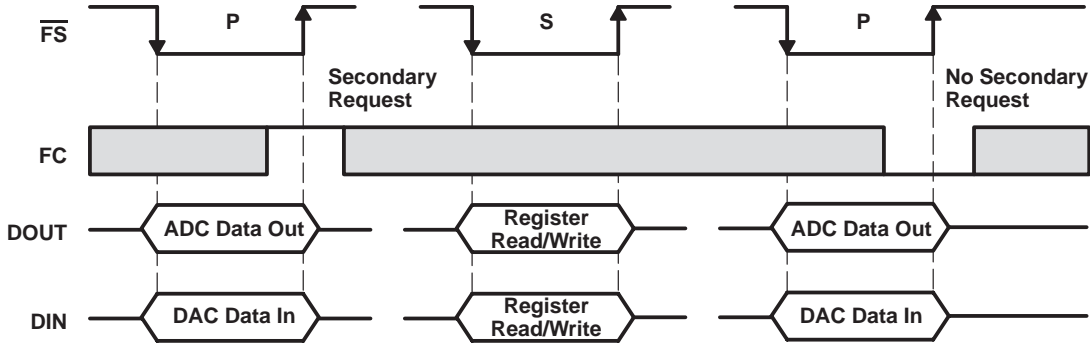 FS
P
S
P
Secondary
Request
No Secondary
Request
FC
DOUT
ADC Data Out
Register
Read/Write
ADC Data Out
DIN
DAC Data In
Register
Read/Write
DAC Data In